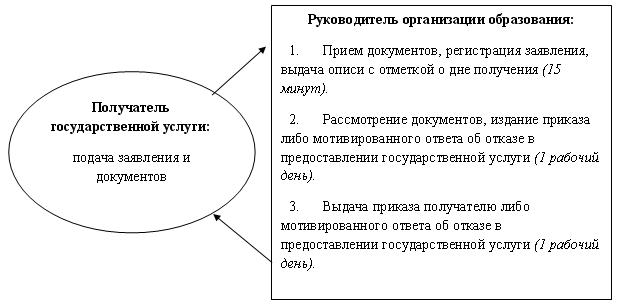 Получатель
государственной услуги:
подача заявления и
документов
Руководитель организации образования:
1. Прием документов, регистрация заявления,
выдача описи с отметкой о дне получения (15
минут).
2. Рассмотрение документов, издание приказа
либо мотивированного ответа об отказе в
предоставлении государственной услуги (1 рабочий
день).
3. Выдача приказа получателю либо
мотивированного ответа об отказе в
предоставлении государственной услуги (1 рабочий
день).